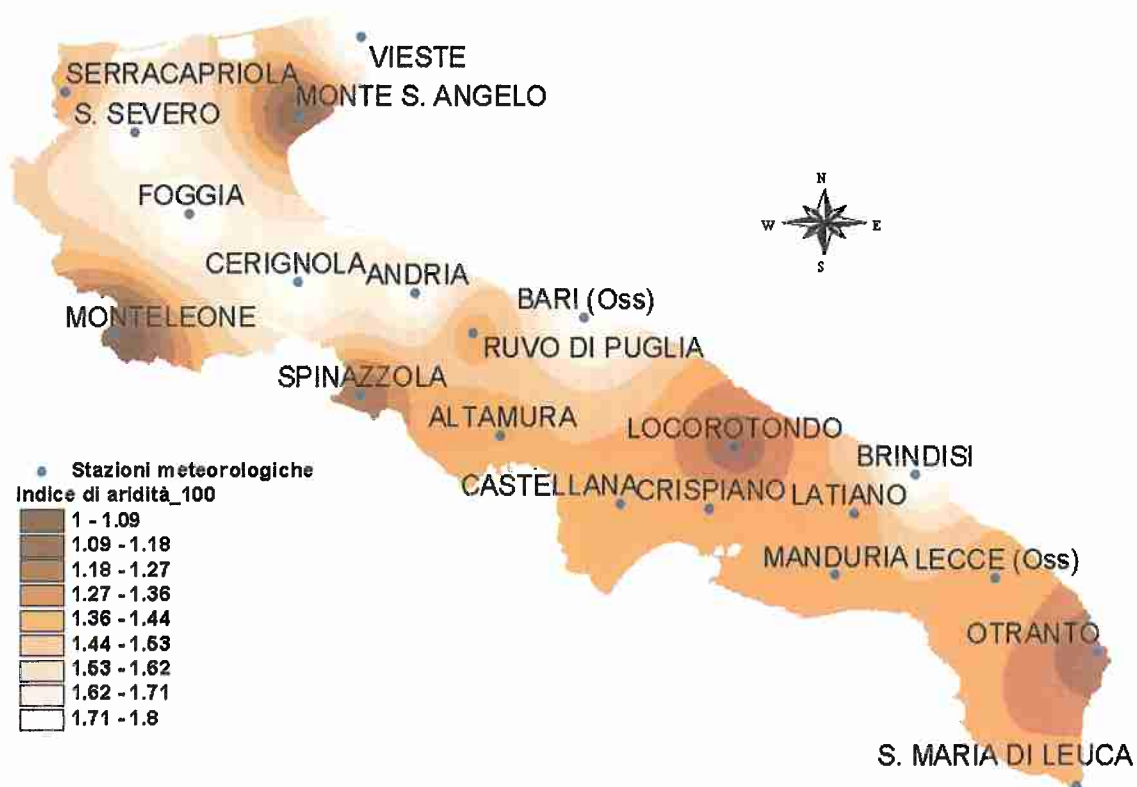 VIESTE
SERRACAPRIOLA
MONTE S. ANGELO
S. SEVERO
N
W E
S
FOGGIA
CERIGNOLA
ANDRIA
BARI (Oss)
MONTELEONE
RUVO DI PUGLIA
SPINAZZOLA
ALTAMURA
LOCOROTONDO
BRINDISI
Stazioni meteorologiche
Indice di aridità_100
CASTELLANA
CRISPIANO
LATIANO
1 - 1.09
1.09 - 1.18
1.18 - 1.27
1.27 - 1.36
1.36 - 1.44
1.44 - 1.53
1.53 - 1.62
1.62 - 1.71
1.71 - 1.8
MANDURIA
LECCE (Oss)
OTRANTO
S. MARIA DI LEUCA